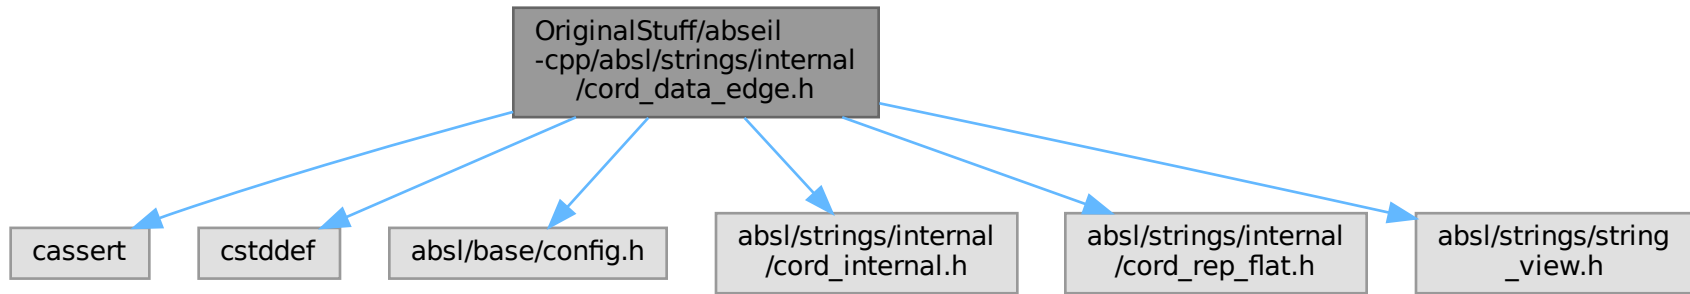 OriginalStuff/abseil
-cpp/absl/strings/internal
/cord_data_edge.h
cassert
cstddef
absl/base/config.h
absl/strings/internal
/cord_internal.h
absl/strings/internal
/cord_rep_flat.h
absl/strings/string
_view.h